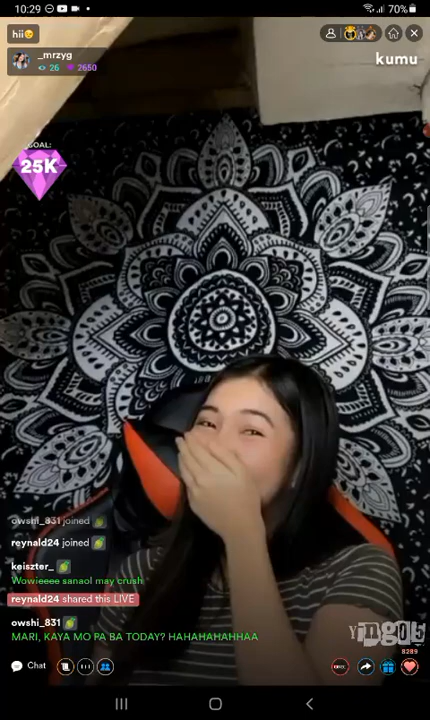 10:29
70%
hii
_mrzyg
26 2650
kumu
GOAL:
25K
owshi_831 joined
reynald24 joined
keiszter_
Wowieeee sanaol may crush
reynald24 shared this LIVE
owshi_831
MARI, KAYA MO PA BA TODAY? HAHAHAHAHHAA
8289
Chat